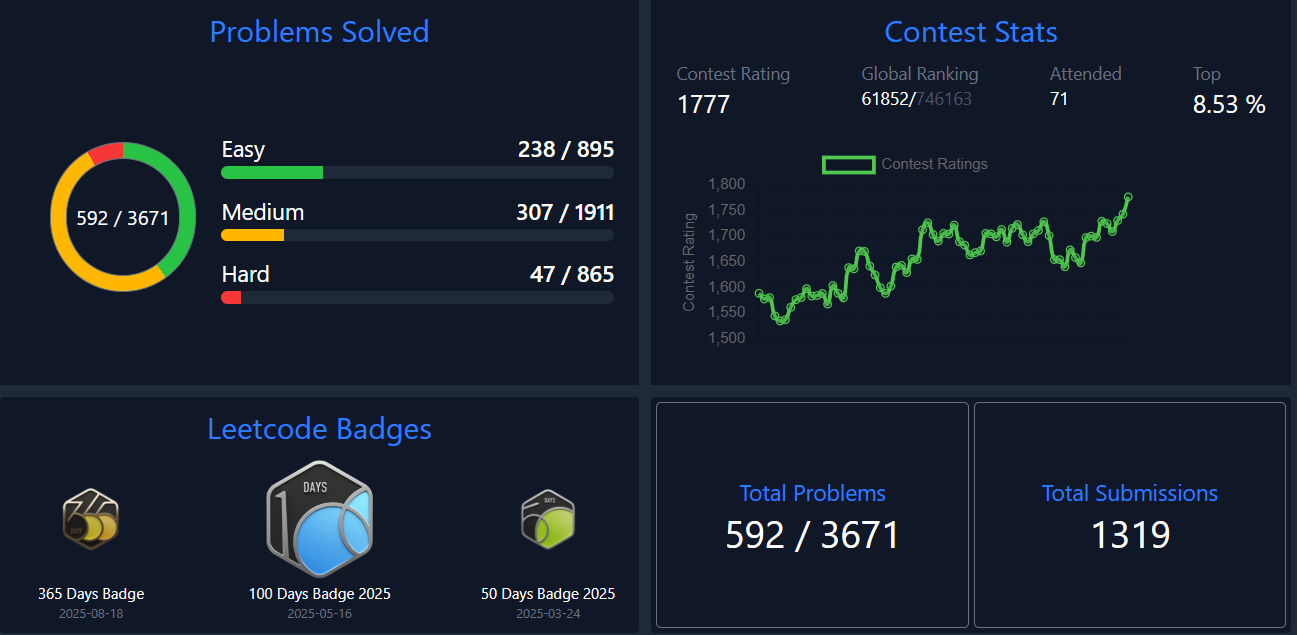 Problems Solved
592 / 3671
Easy 238 / 895
Medium 307 / 1911
Hard 47 / 865
Contest Stats
Contest Rating Global Ranking Attended Top
1777 61852/746163 71 8.53 %
Contest Ratings
Contest Rating
1,800
1,750
1,700
1,650
1,600
1,550
1,500
Leetcode Badges
365 DAYS
DAYS 100
DAYS 50
365 Days Badge 100 Days Badge 2025 50 Days Badge 2025
2025-08-18 2025-05-16 2025-03-24
Total Problems
592 / 3671
Total Submissions
1319